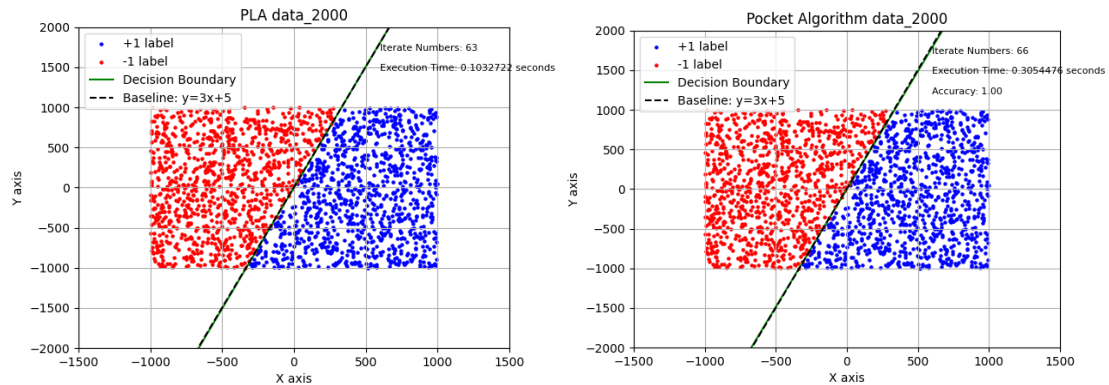 PLA data_2000
+1 label
-1 label
Decision Boundary
Baseline: y=3x+5
Iterate Numbers: 63
Execution Time: 0.1032722 seconds
Y axis
2000
1500
1000
500
0
−500
−1000
−1500
−2000
−1500
−1000
−500
0
500
1000
1500
X axis
Pocket Algorithm data_2000
+1 label
-1 label
Decision Boundary
Baseline: y=3x+5
Iterate Numbers: 66
Execution Time: 0.3054476 seconds
Accuracy: 1.00
Y axis
2000
1500
1000
500
0
−500
−1000
−1500
−2000
−1500
−1000
−500
0
500
1000
1500
X axis